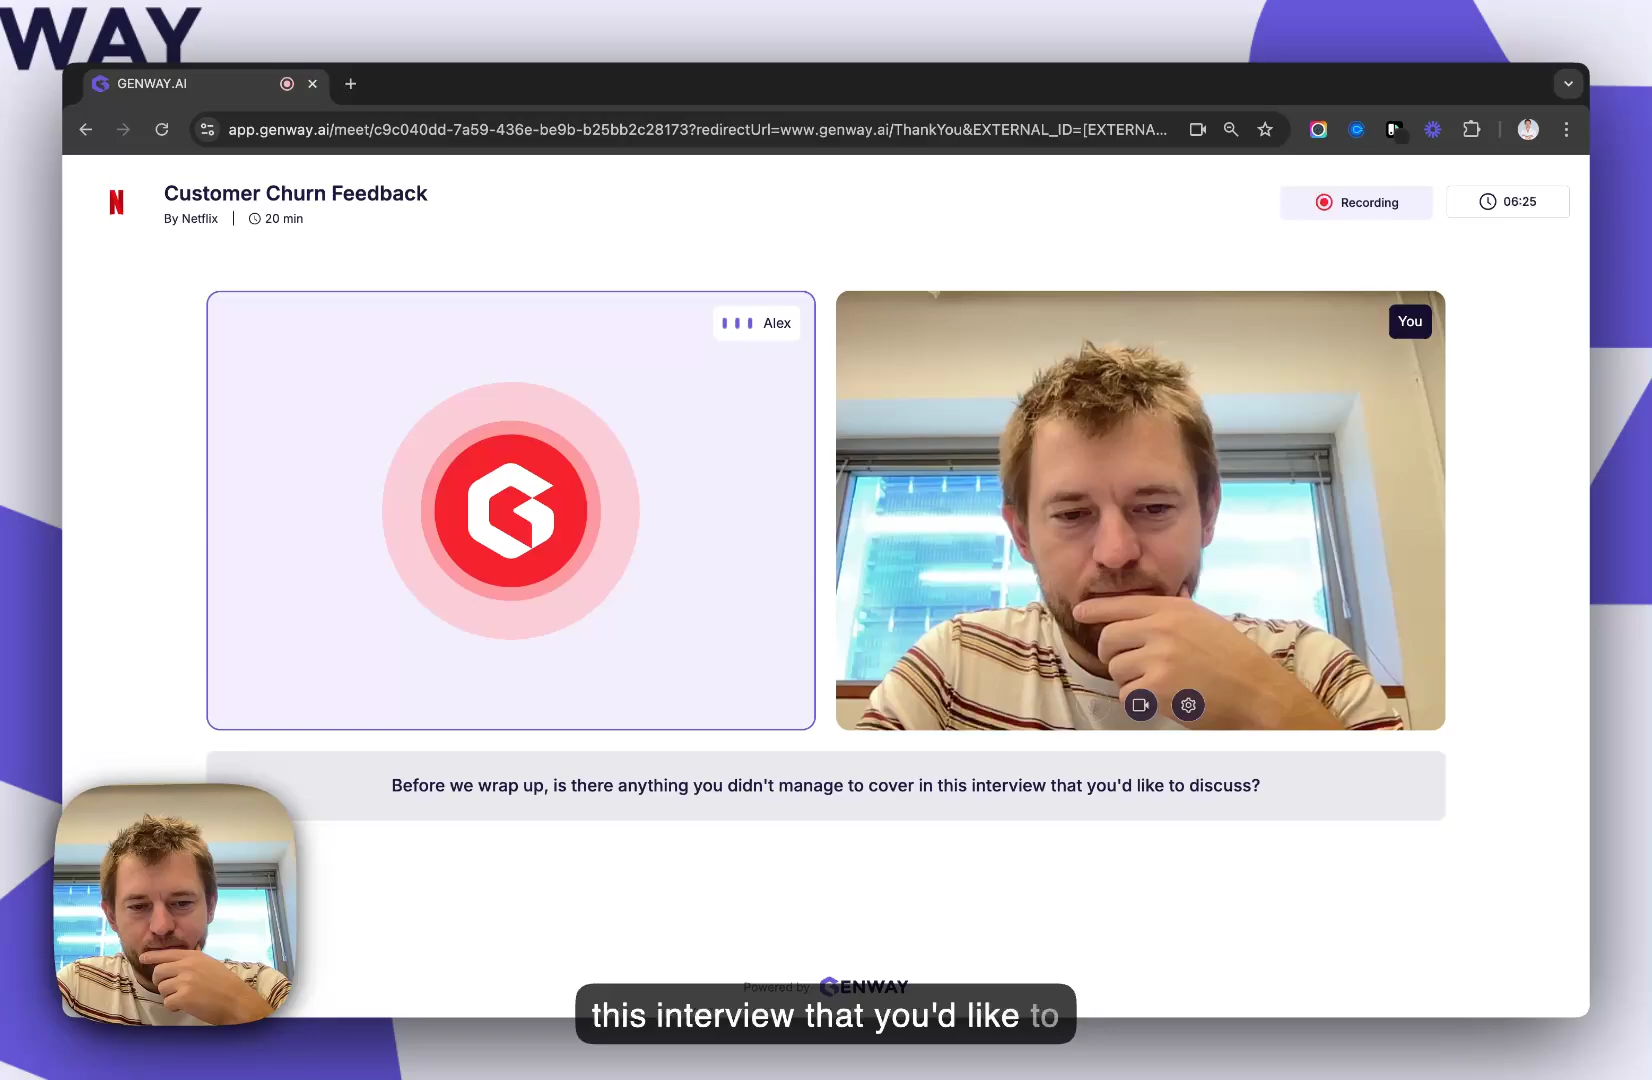 WAY
GENWAY.AI
app.genway.ai/meet/c9c040dd-7a59-436e-be9b-b25bb2c28173?redirectUrl=www.genway.ai/ThankYou&EXTERNAL_ID=[EXTERNA...
N
Customer Churn Feedback
By Netflix | 20 min
Recording
06:25
Alex
You
Before we wrap up, is there anything you didn't manage to cover in this interview that you'd like to discuss?
Powered by GENWAY
this interview that you'd like to